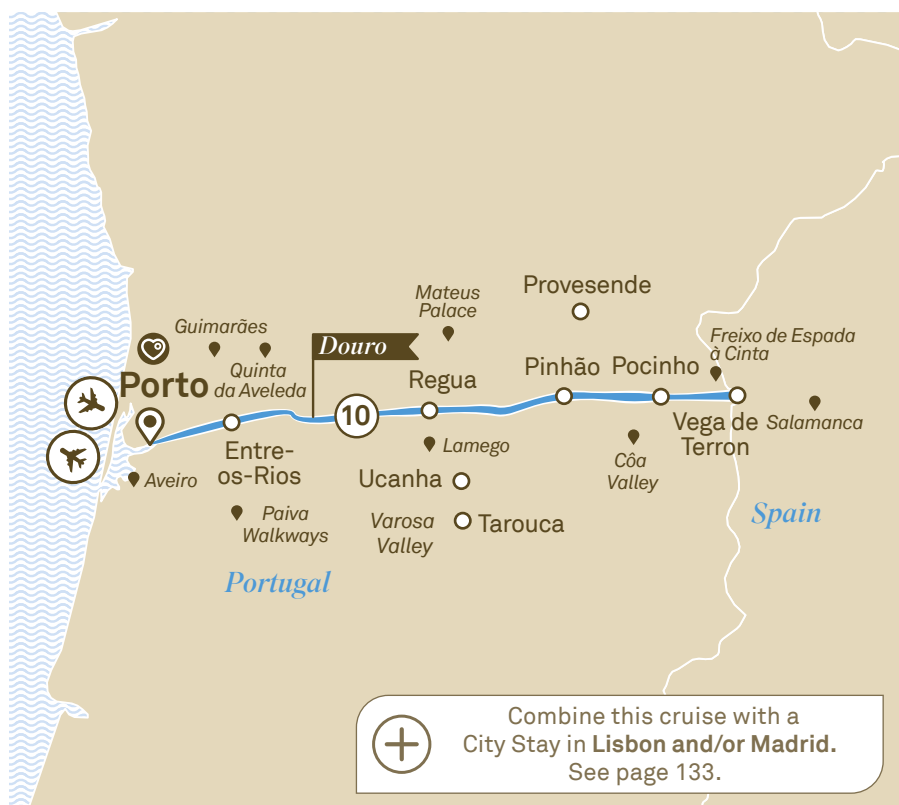 Provesende
Mateus
Palace
Guimarães
Douro
Freixo de Espada
à Cinta
Quinta
da Aveleda
Porto
Regua
Pinhão
Pocinho
10
Entre-
os-Rios
Vega de
Terron
Salamanca
Lamego
Côa
Valley
Aveiro
Ucanha
Paiva
Walkways
Varosa
Valley
Tarouca
Spain
Portugal
Combine this cruise with a
City Stay in Lisbon and/or Madrid.
See page 133.